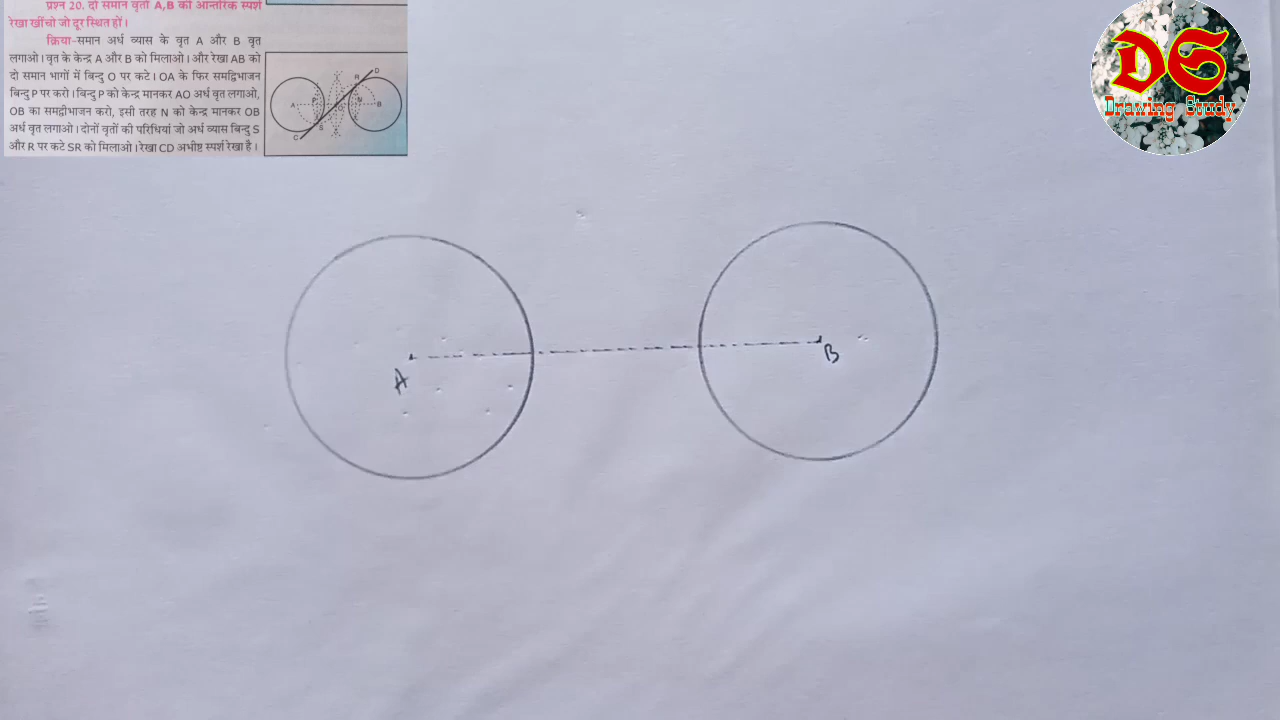 प्रश्न 20. दो समान वृतों A,B को आन्तरिक स्पर्श
रेखा खींचो जो दूर स्थित हों।
क्रिया-समान अर्ध व्यास के वृत A और B वृत
लगाओ। वृत के केन्द्र A और B को मिलाओ। और रेखा AB को
दो समान भागों में बिन्दु O पर कटे। OA के फिर समद्विभाजन
बिन्दु P पर करो। बिन्दु P को केन्द्र मानकर AO अर्ध वृत लगाओ,
OB का समद्वीभाजन करो, इसी तरह N को केन्द्र मानकर OB
अर्ध वृत लगाओ। दोनों वृतों की परिधियां जो अर्ध व्यास बिन्दु S
और R पर कटे SR को मिलाओ। रेखा CD अभीष्ट स्पर्श रेखा है।
D
R
A P N B
S
C
DS
Drawing Study
A
B